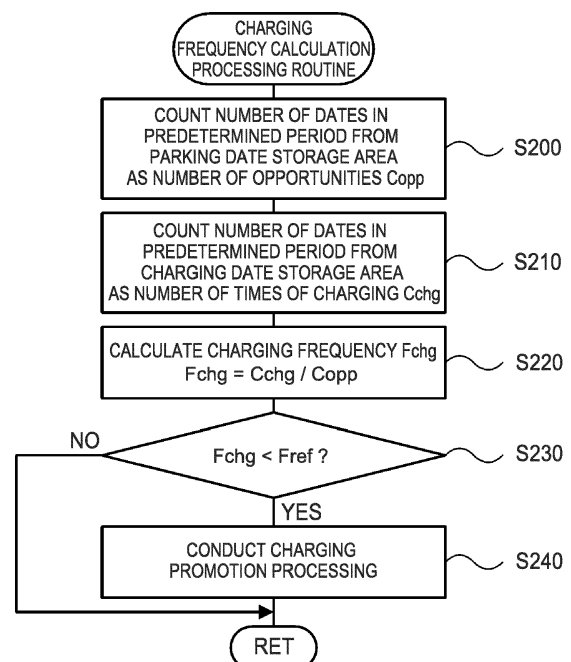 CHARGING
FREQUENCY CALCULATION
PROCESSING ROUTINE
COUNT NUMBER OF DATES IN
PREDETERMINED PERIOD FROM
PARKING DATE STORAGE AREA
AS NUMBER OF OPPORTUNITIES Copp
S200
COUNT NUMBER OF DATES IN
PREDETERMINED PERIOD FROM
CHARGING DATE STORAGE AREA
AS NUMBER OF TIMES OF CHARGING Cchg
S210
CALCULATE CHARGING FREQUENCY Fchg
Fchg = Cchg / Copp
S220
NO
Fchg < Fref ?
S230
YES
CONDUCT CHARGING
PROMOTION PROCESSING
S240
RET